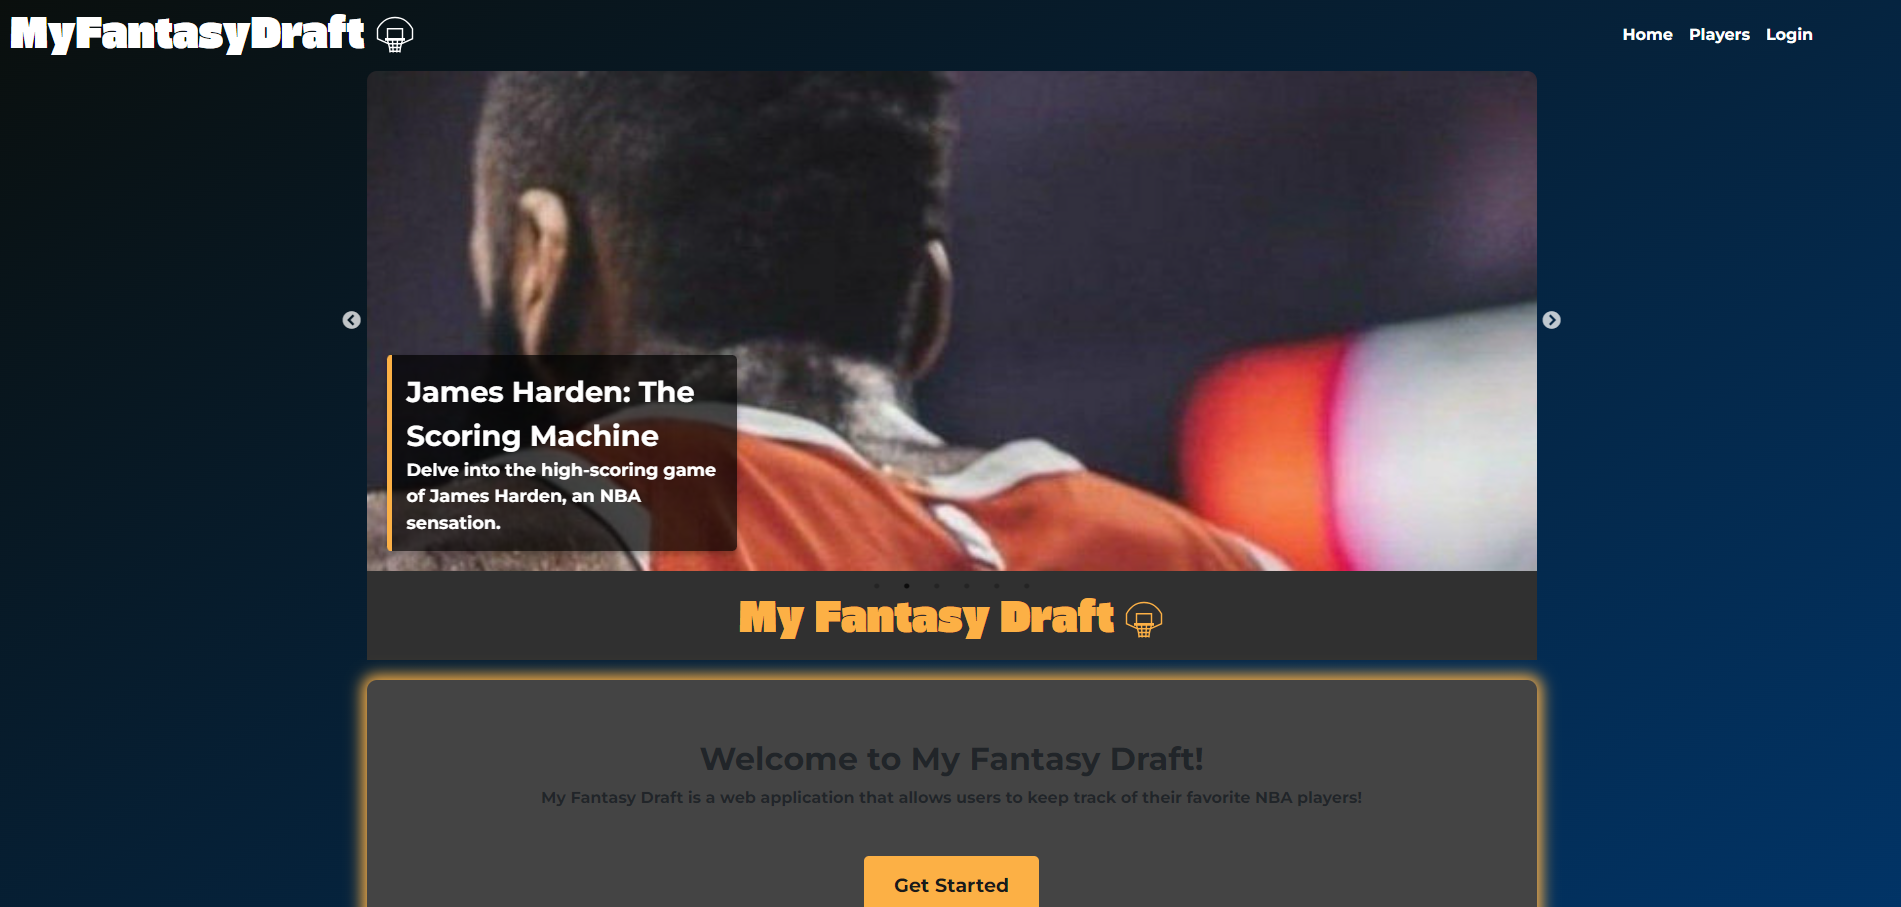 MyFantasyDraft
Home Players Login
James Harden: The
Scoring Machine
Delve into the high-scoring game
of James Harden, an NBA
sensation.
My Fantasy Draft
Welcome to My Fantasy Draft!
My Fantasy Draft is a web application that allows users to keep track of their favorite NBA players!
Get Started